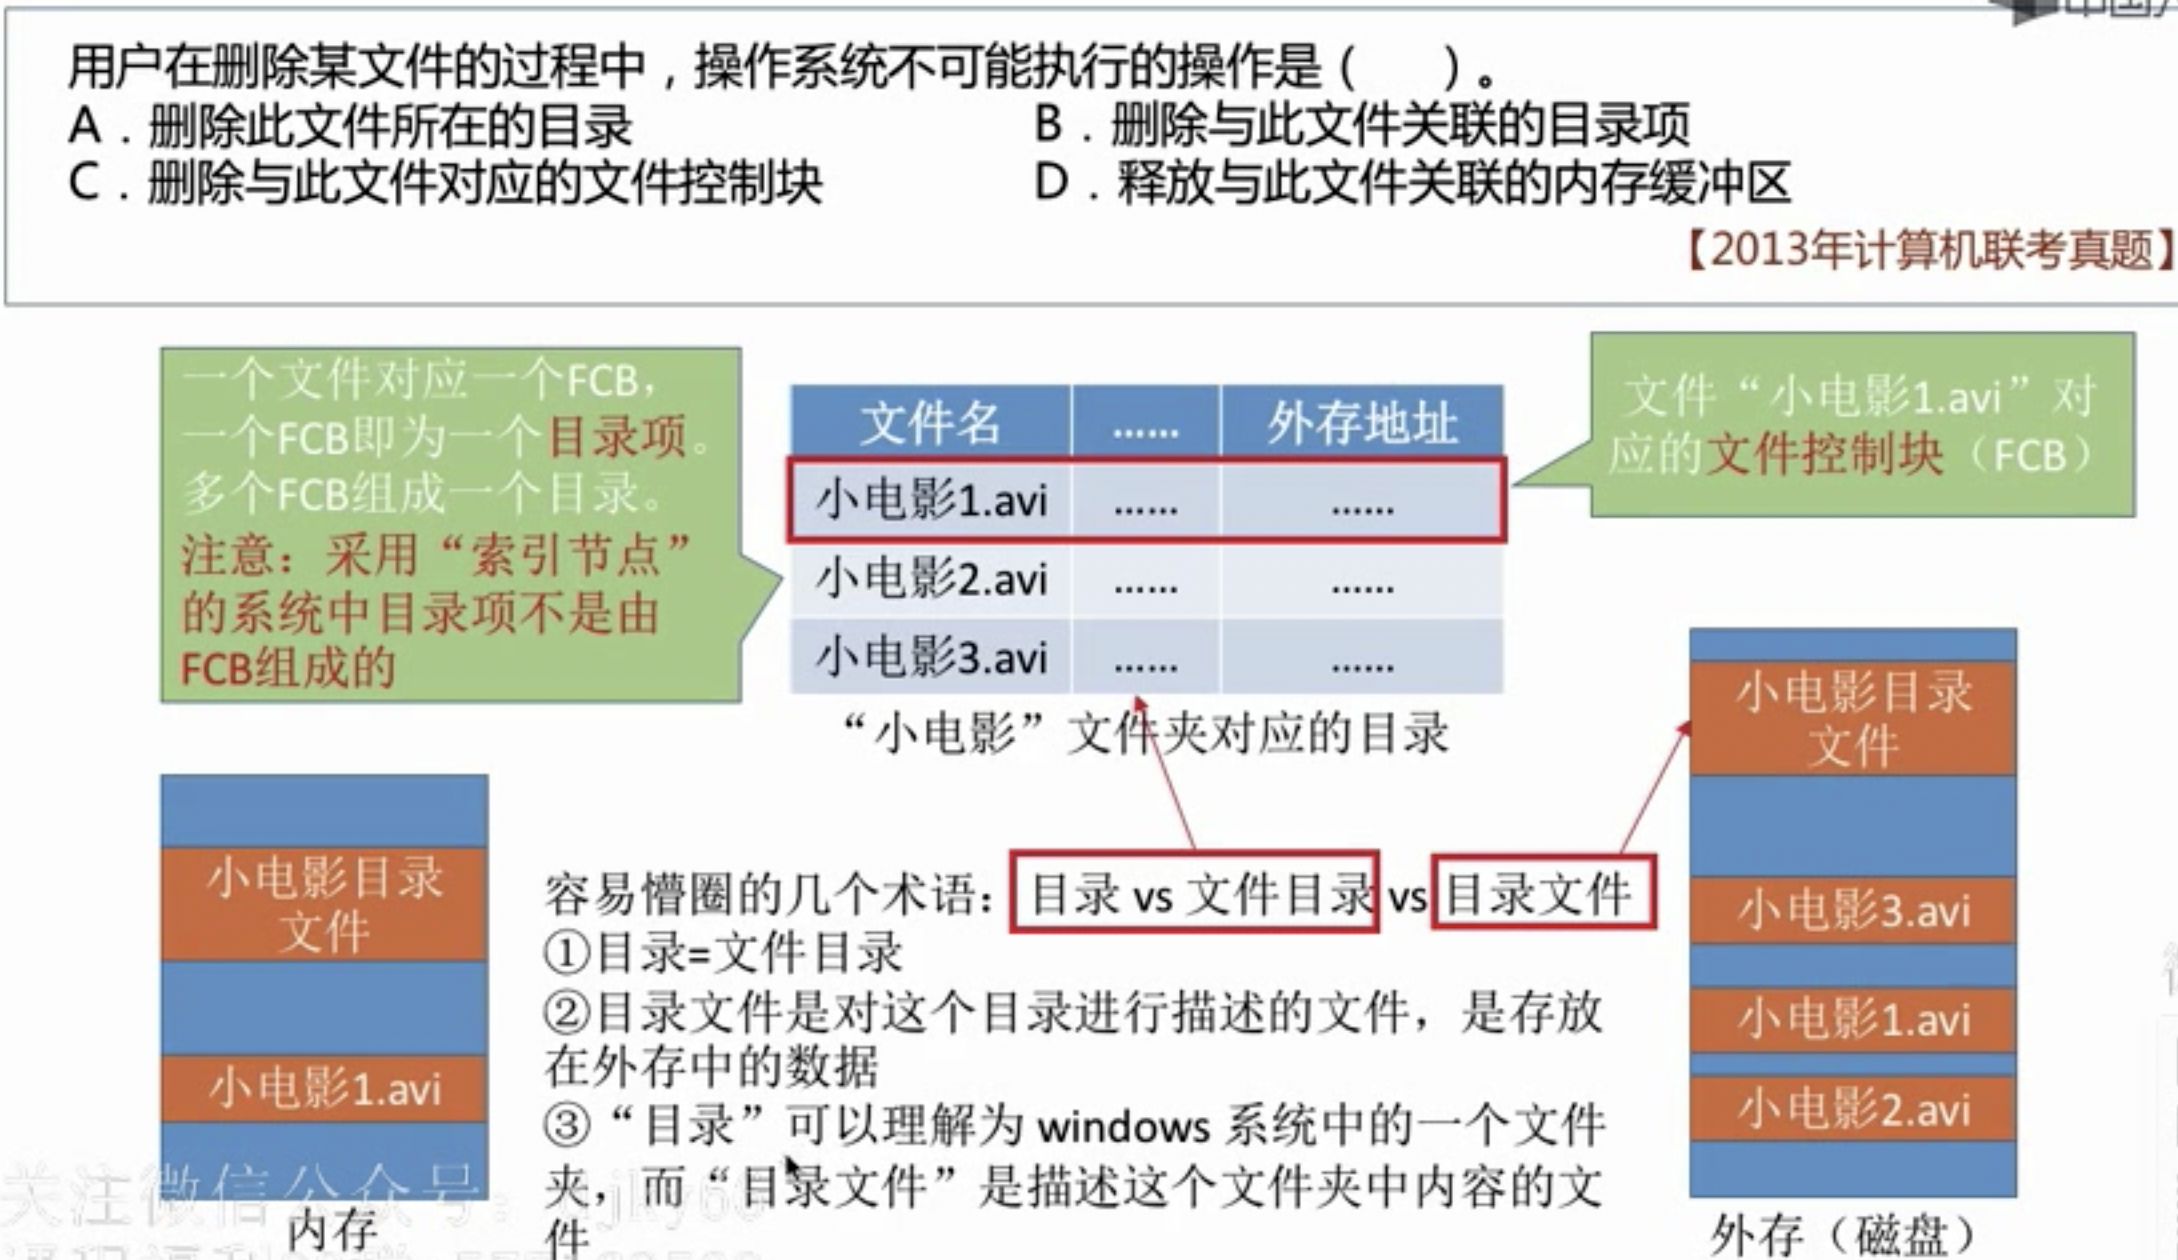 用户在删除某文件的过程中，操作系统不可能执行的操作是（　　）。
A．删除此文件所在的目录 B．删除与此文件关联的目录项
C．删除与此文件对应的文件控制块 D．释放与此文件关联的内存缓冲区
【2013年计算机联考真题】
一个文件对应一个FCB，
一个FCB即为一个目录项。
多个FCB组成一个目录。
注意：采用“索引节点”
的系统中目录项不是由
FCB组成的
文件名 …… 外存地址
小电影1.avi …… ……
小电影2.avi …… ……
小电影3.avi …… ……
“小电影”文件夹对应的目录
文件“小电影1.avi”对
应的文件控制块（FCB）
小电影目录
文件
小电影1.avi
内存
容易懵圈的几个术语：目录 vs 文件目录 vs 目录文件
①目录=文件目录
②目录文件是对这个目录进行描述的文件，是存放
在外存中的数据
③“目录”可以理解为 windows 系统中的一个文件
夹，而“目录文件”是描述这个文件夹中内容的文
件
小电影目录
文件
小电影3.avi
小电影1.avi
小电影2.avi
外存（磁盘）
关注微信公众号：